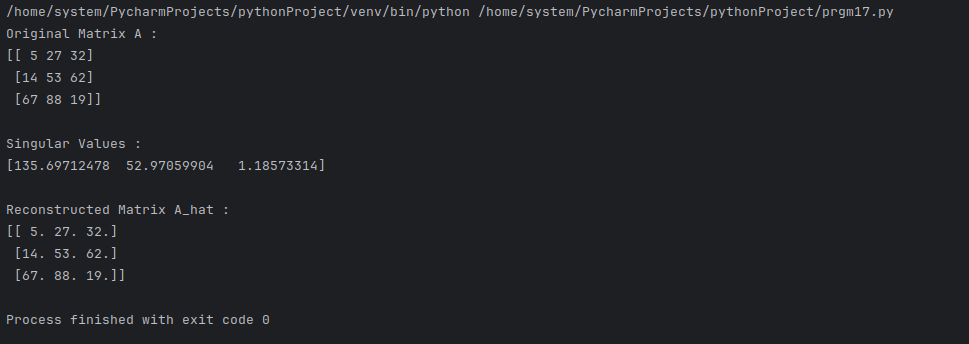 /home/system/PycharmProjects/pythonProject/venv/bin/python /home/system/PycharmProjects/pythonProject/prgm17.py
Original Matrix A :
[[ 5 27 32]
 [14 53 62]
 [67 88 19]]

Singular Values :
[135.69712478  52.97059904   1.18573314]

Reconstructed Matrix A_hat :
[[ 5. 27. 32.]
 [14. 53. 62.]
 [67. 88. 19.]]

Process finished with exit code 0